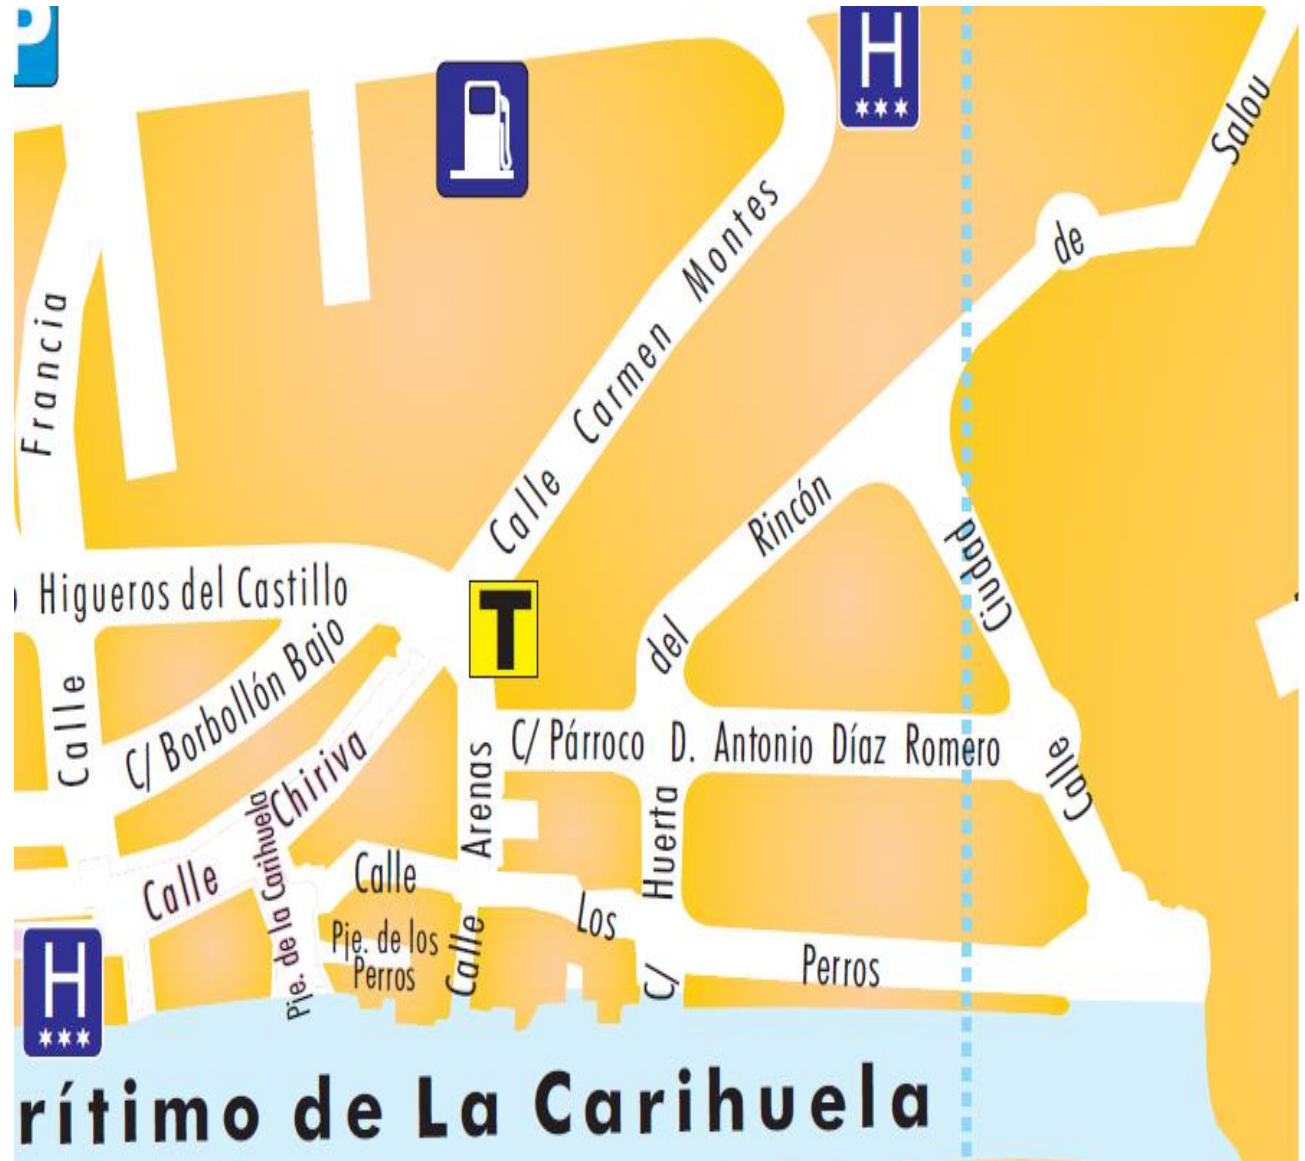 P
H
Salou
de
Calle Carmen Montes
Francia
Rincón
del
Ciudad
Calle
Higueros del Castillo
T
Calle
C/ Borbollón Bajo
C/ Párroco D. Antonio Díaz Romero
Calle Chiriva
Arenas
Calle
Huerta
C/
Pje. de la Carihuela
Calle Los Perros
Pje. de los
Perros
H
rítimo de La Carihuela